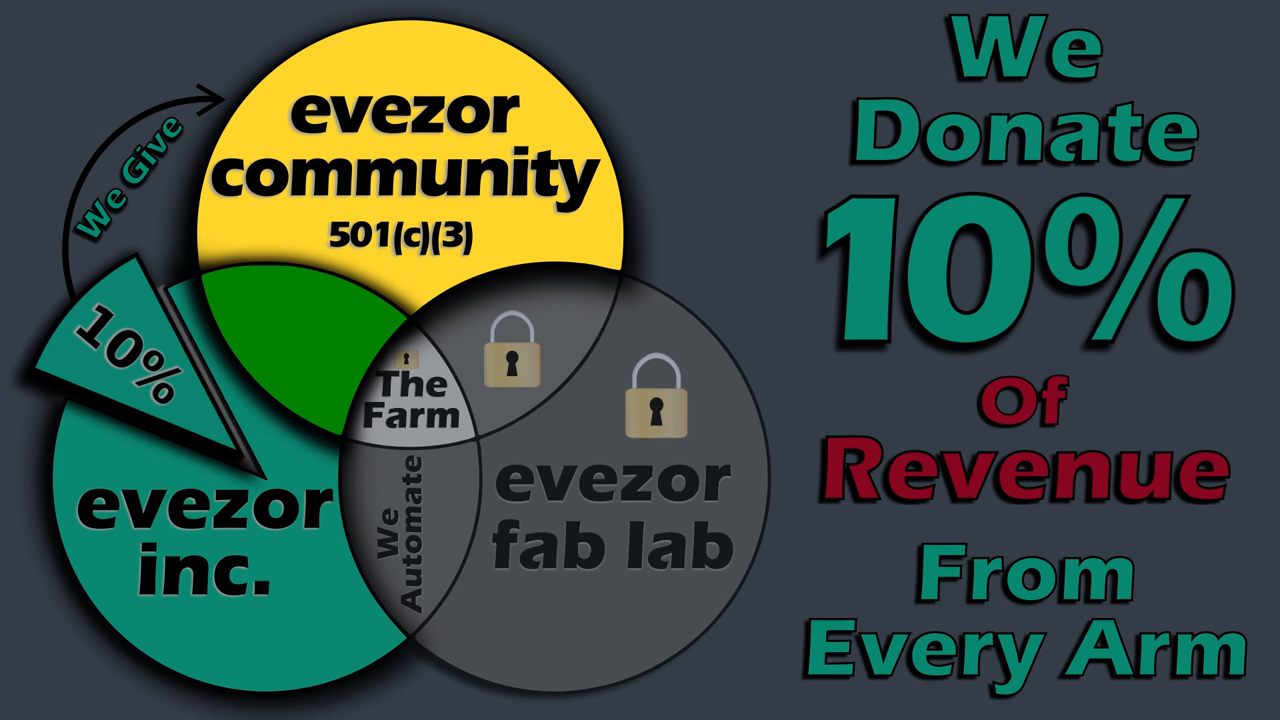 evezor
community
501(c)(3)
We Give
10%
The
Farm
We
Automate
evezor
inc.
evezor
fab lab
We
Donate
10%
Of
Revenue
From
Every Arm